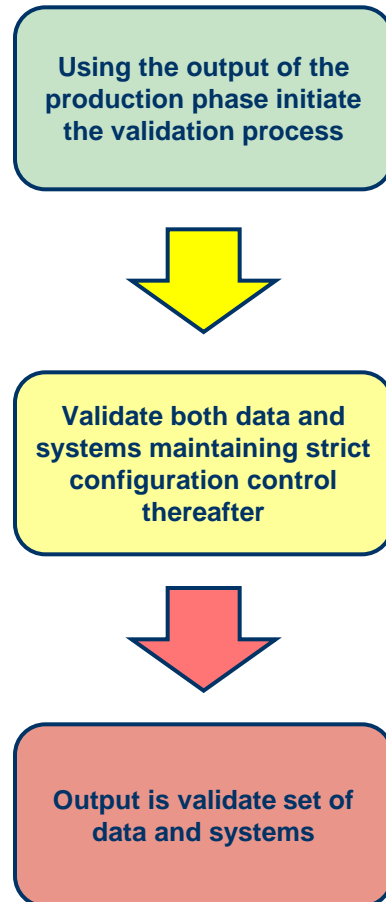 Using the output of the
production phase initiate
the validation process
Validate both data and
systems maintaining strict
configuration control
thereafter
Output is validate set of
data and systems